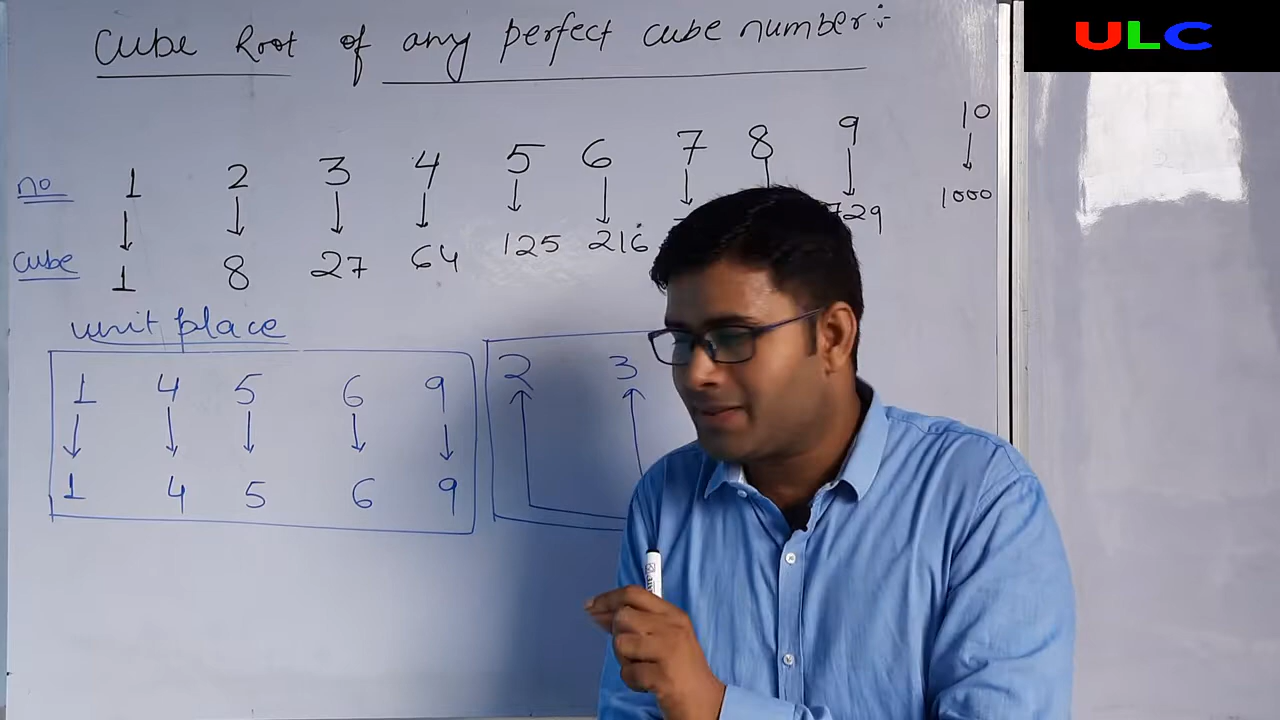 ULC
Cube Root of any perfect cube number:-
no 1 2 3 4 5 6 7 8 9 10
cube 1 8 27 64 125 216 729 1000
unit place
1 4 5 6 9 2 3
1 4 5 6 9